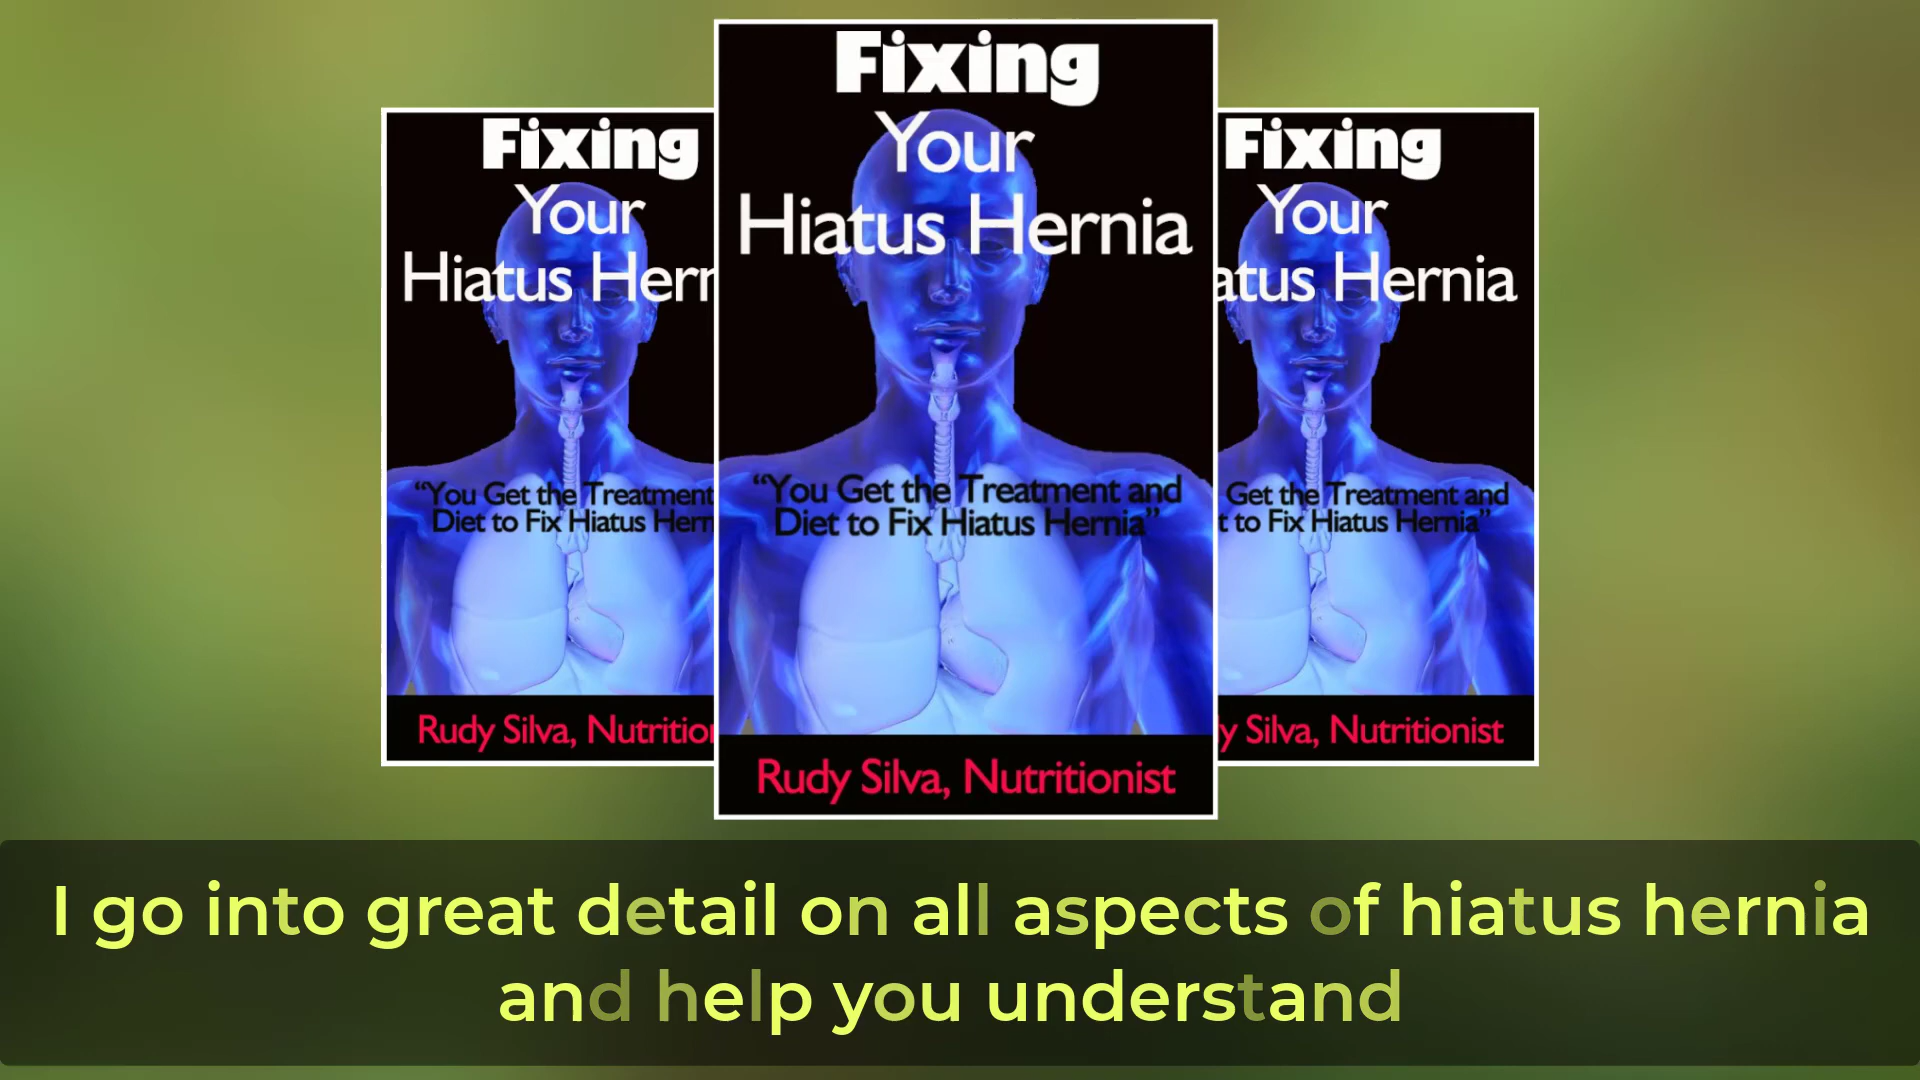 Fixing
Your
Hiatus Hern
"You Get the Treatment
Diet to Fix Hiatus Hern
Rudy Silva, Nutrition
Fixing
Your
Hiatus Hernia
"You Get the Treatment and
Diet to Fix Hiatus Hernia"
Rudy Silva, Nutritionist
Fixing
Your
atus Hernia
Get the Treatment and
t to Fix Hiatus Hernia"
y Silva, Nutritionist
I go into great detail on all aspects of hiatus hernia
and help you understand